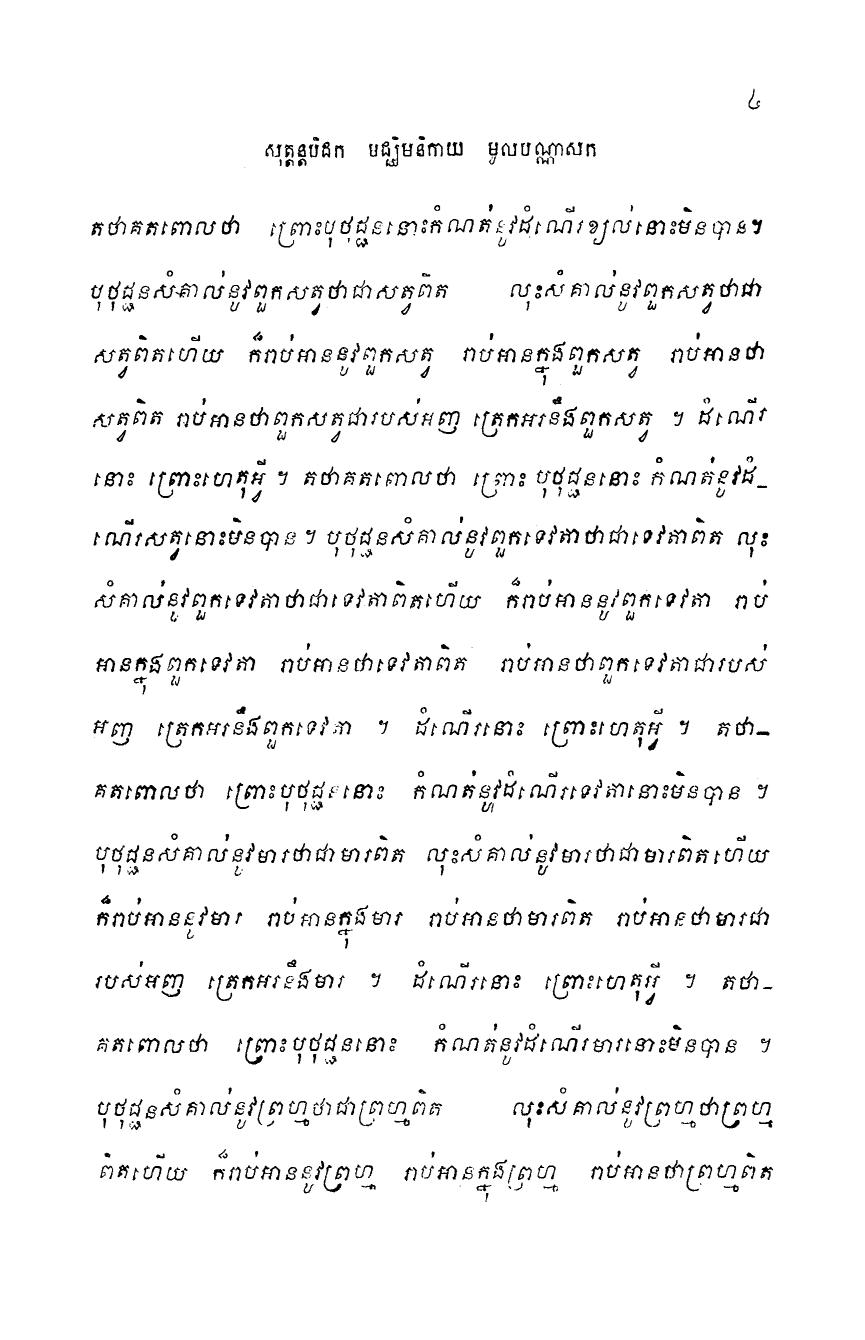 ៤
សុត្តន្តបិដក មជ្ឈិមនិកាយ មូលបណ្ណាសក
តថាគតពោលថា ព្រោះបុថុជ្ជននោះកំណត់នូវដំណើរខ្យល់នោះមិនបាន។
បុថុជ្ជនសំគាល់នូវពួកសត្វថាជាសត្វពិត លុះសំគាល់នូវពួកសត្វថាជា
សត្វពិតហើយ ក៏រាប់អាននូវពួកសត្វ រាប់អានក្នុងពួកសត្វ រាប់អានថា
សត្វពិត រាប់អានថាពួកសត្វជារបស់អញ ត្រេកអរនឹងពួកសត្វ ។ ដំណើរ
នោះ ព្រោះហេតុអ្វី ។ តថាគតពោលថា ព្រោះ បុថុជ្ជននោះ កំណត់នូវដំ-
ណើរសត្វនោះមិនបាន ។ បុថុជ្ជនសំគាល់នូវពួកទេវតាថាជាទេវតាពិត លុះ
សំគាល់នូវពួកទេវតាថាជាទេវតាពិតហើយ ក៏រាប់អាននូវពួកទេវតា រាប់
អានក្នុងពួកទេវតា រាប់អានថាទេវតាពិត រាប់អានថាពួកទេវតាជារបស់
អញ ត្រេកអរនឹងពួកទេវតា ។ ដំណើរនោះ ព្រោះហេតុអ្វី ។ តថា-
គតពោលថា ព្រោះបុថុជ្ជននោះ កំណត់នូវដំណើរទេវតានោះមិនបាន ។
បុថុជ្ជនសំគាល់នូវមារថាជាមារពិត លុះសំគាល់នូវមារថាជាមារពិតហើយ
ក៏រាប់អាននូវមារ រាប់អានក្នុងមារ រាប់អានថាមារពិត រាប់អានថាមារជា
របស់អញ ត្រេកអរនឹងមារ ។ ដំណើរនោះ ព្រោះហេតុអ្វី ។ តថា-
គតពោលថា ព្រោះបុថុជ្ជននោះ កំណត់នូវដំណើរមារនោះមិនបាន ។
បុថុជ្ជនសំគាល់នូវព្រហ្មថាជាព្រហ្មពិត លុះសំគាល់នូវព្រហ្មថាព្រហ្ម
ពិតហើយ ក៏រាប់អាននូវព្រហ្ម រាប់អានក្នុងព្រហ្ម រាប់អានថាព្រហ្មពិត